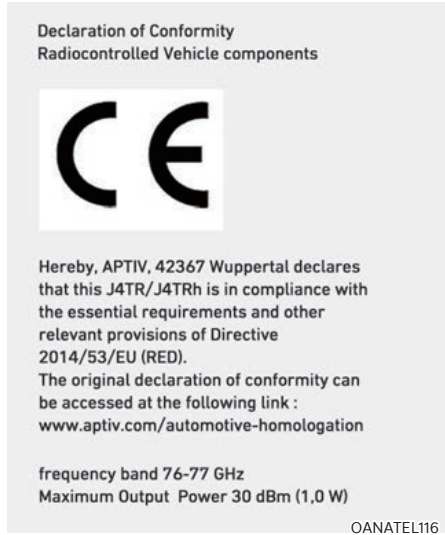 Declaration of Conformity
Radiocontrolled Vehicle components
CE
Hereby, APTIV, 42367 Wuppertal declares
that this J4TR/J4TRh is in compliance with
the essential requirements and other
relevant provisions of Directive
2014/53/EU (RED).
The original declaration of conformity can
be accessed at the following link :
www.aptiv.com/automotive-homologation
frequency band 76-77 GHz
Maximum Output  Power 30 dBm (1,0 W)
OANATEL116